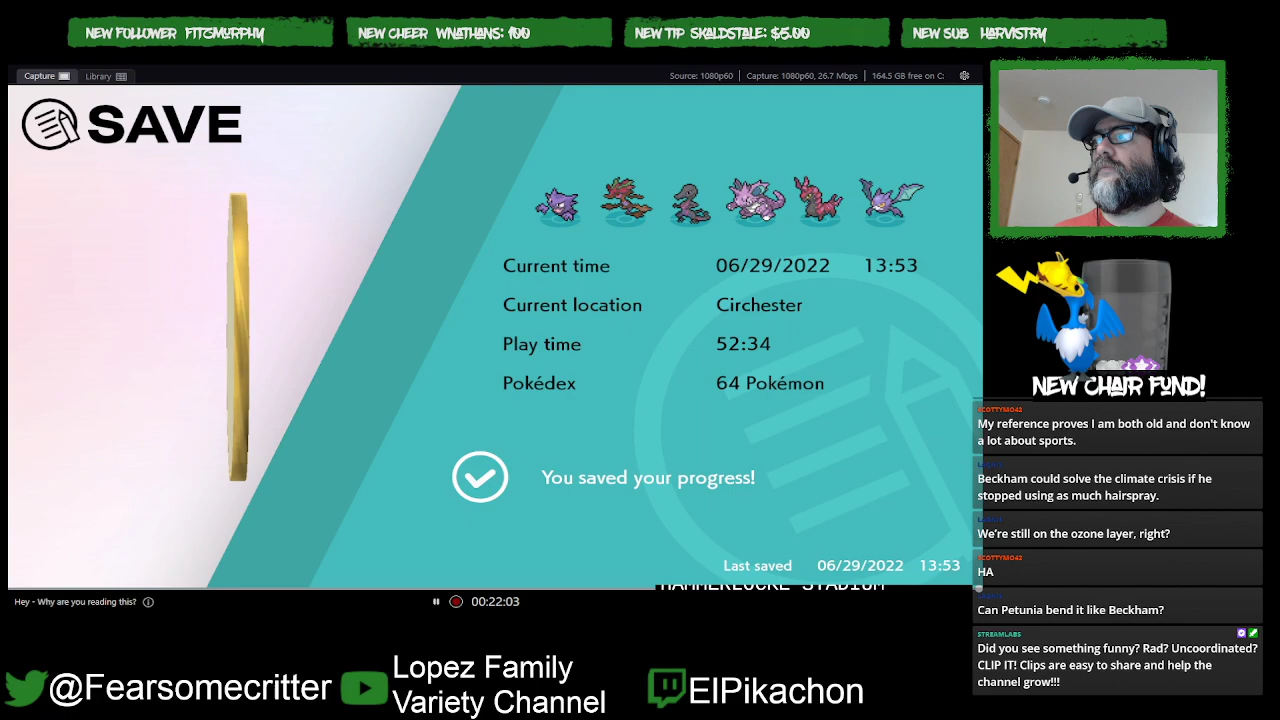 NEW FOLLOWER FITSMURPHY
NEW CHEER WNATHANS: 100
NEW TIP SKALDSTALE: $5.00
NEW SUB HARVISTRY
Capture
Library
Source: 1080p60
Capture: 1080p60, 26.7 Mbps
164.5 GB free on C:
SAVE
Current time 06/29/2022 13:53
Current location Circhester
Play time 52:34
Pokédex 64 Pokémon
You saved your progress!
Last saved 06/29/2022 13:53
HAMMERLOCKE STADIUM
Hey - Why are you reading this?
00:22:03
NEW CHAIR FUND!
SCOTTYMO42
My reference proves I am both old and don't know
a lot about sports.
Beckham could solve the climate crisis if he
stopped using as much hairspray.
We're still on the ozone layer, right?
SCOTTYMO42
HA
Can Petunia bend it like Beckham?
STREAMLABS
Did you see something funny? Rad? Uncoordinated?
CLIP IT! Clips are easy to share and help the
channel grow!!!
@Fearsomecritter
Lopez Family
Variety Channel
ElPikachon